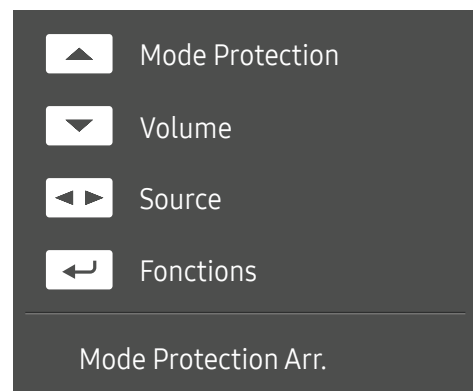 Mode Protection
Volume
Source
Fonctions
Mode Protection Arr.